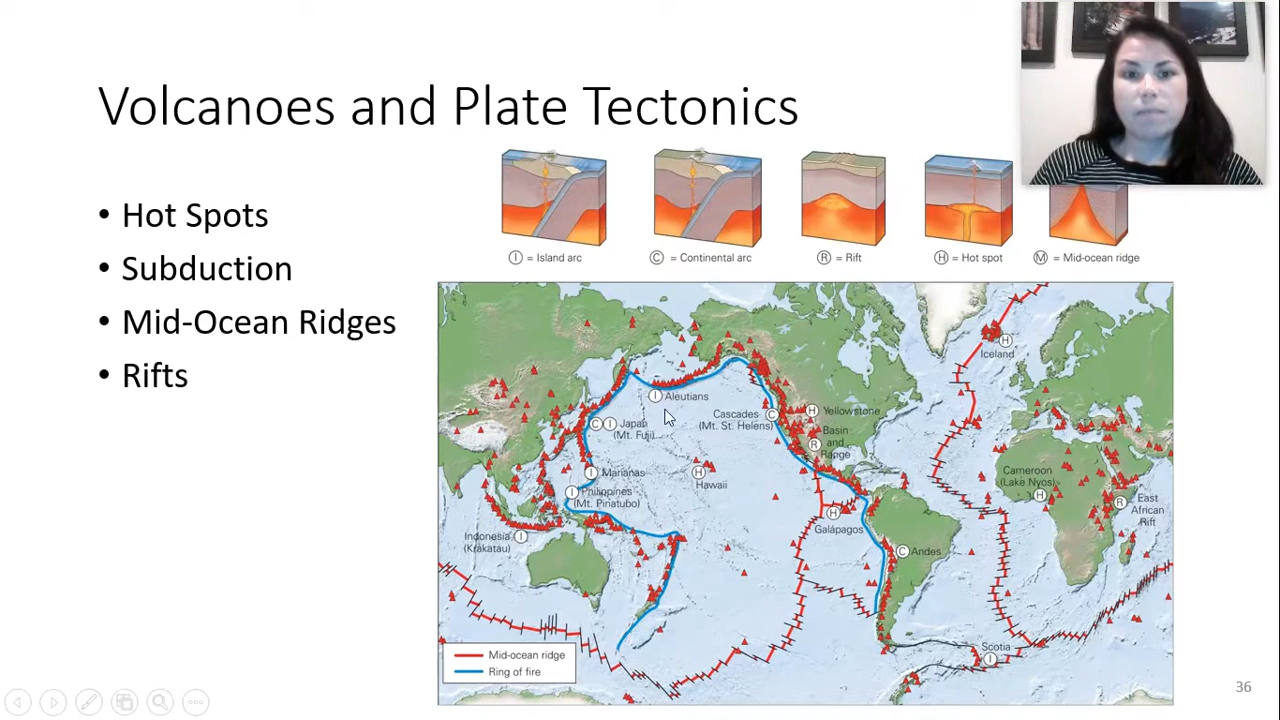 Volcanoes and Plate Tectonics
• Hot Spots
• Subduction
• Mid-Ocean Ridges
• Rifts
I = Island arc
C = Continental arc
R = Rift
H = Hot spot
M = Mid-ocean ridge
H
Iceland
I Aleutians
C I Japan
(Mt. Fuji)
Cascades
(Mt. St. Helens)
C
H Yellowstone
Basin
and
Range
R
I Marianas
H
Hawaii
I Philippines
(Mt. Pinatubo)
Indonesia
(Krakatau)
I
H
Galápagos
C Andes
Cameroon
(Lake Nyos)
H
R East
African
Rift
Scotia
I
Mid-ocean ridge
Ring of fire
36